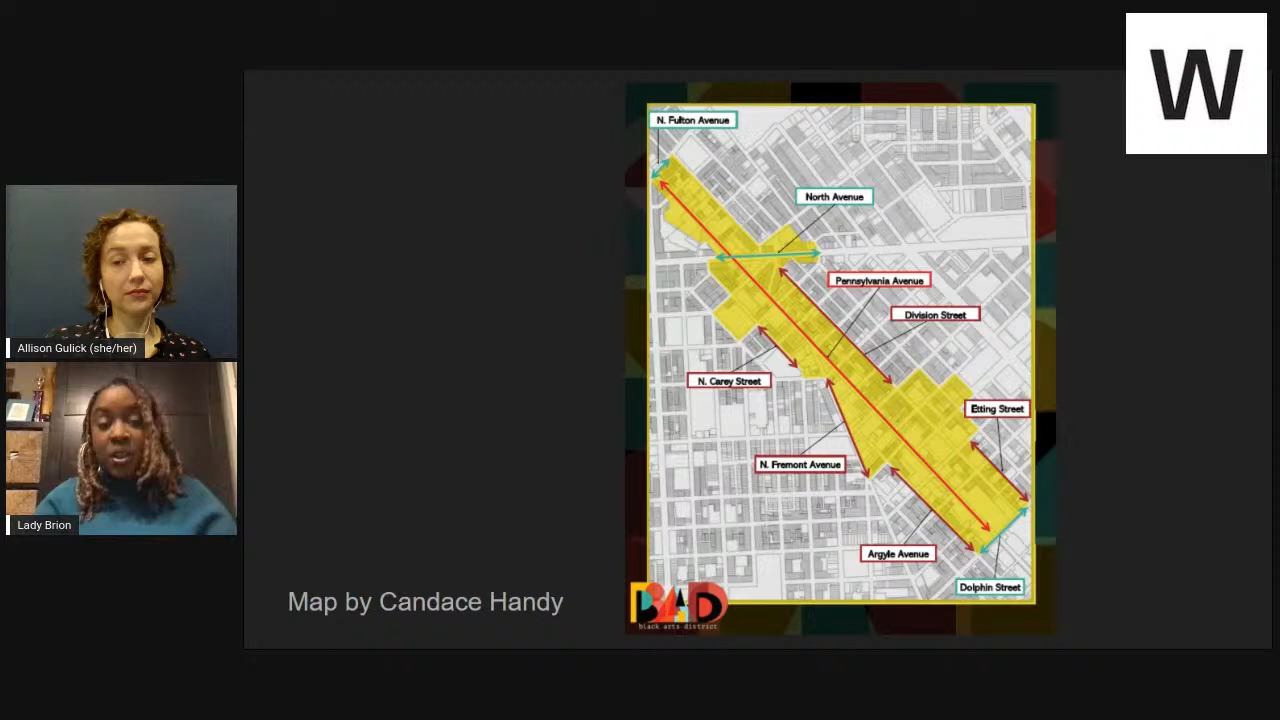 W
N. Fulton Avenue
North Avenue
Pennsylvania Avenue
Division Street
N. Carey Street
Etting Street
N. Fremont Avenue
Argyle Avenue
Dolphin Street
BAD
black arts district
Map by Candace Handy
Allison Gulick (she/her)
Lady Brion